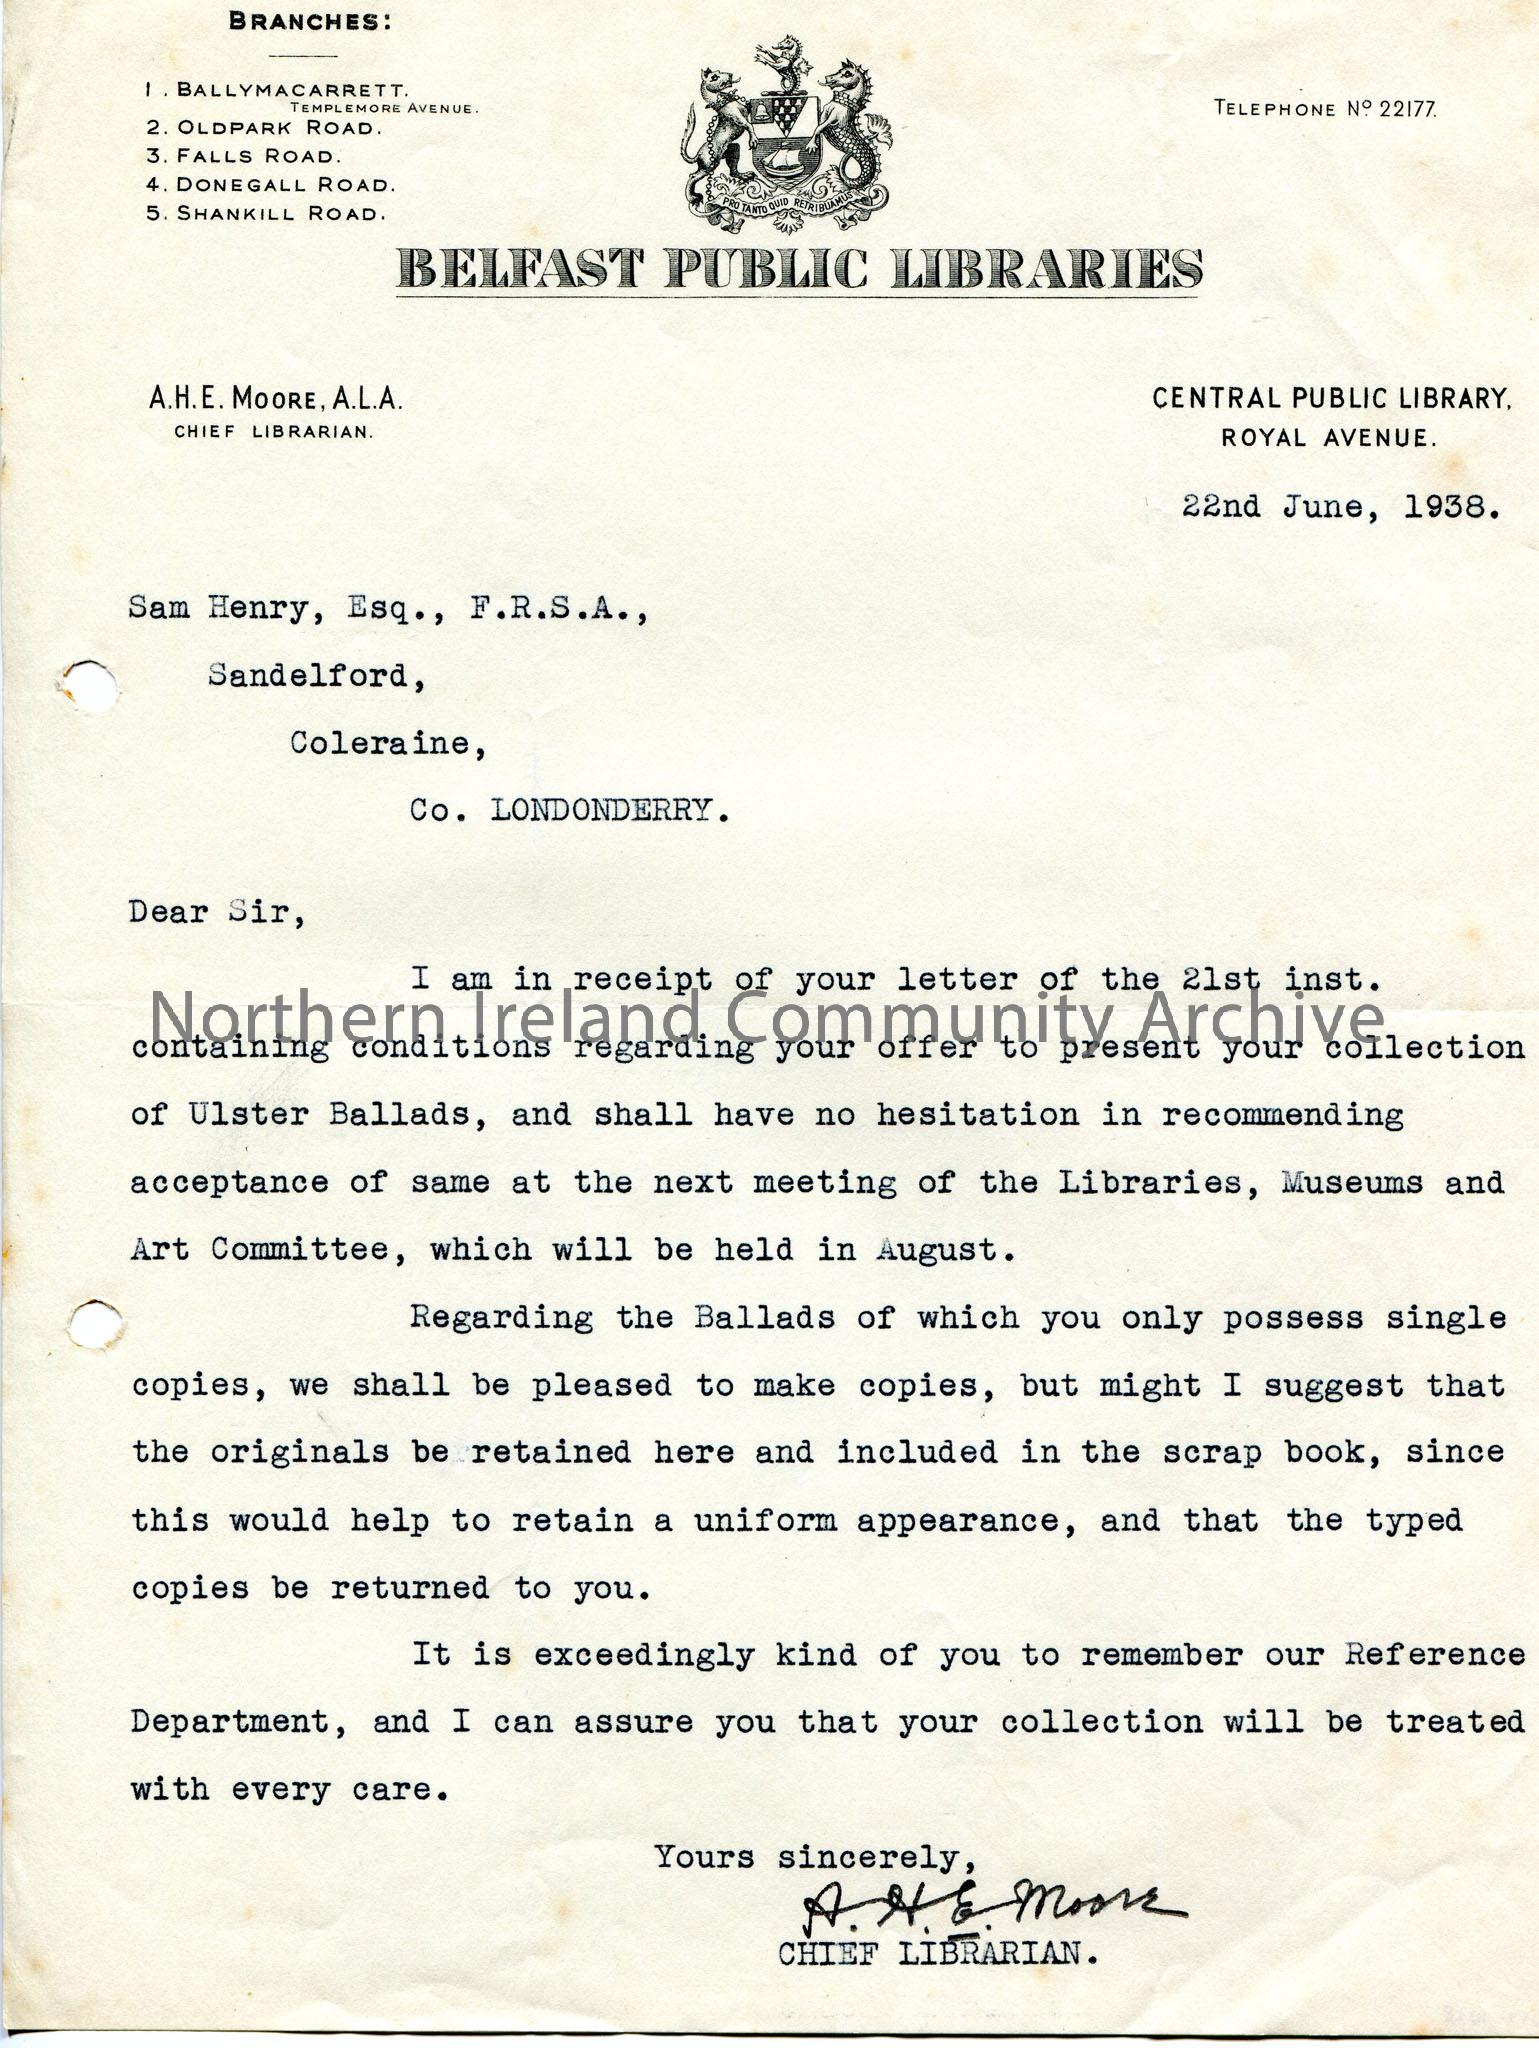 BRANCHES:
1. BALLYMACARRETT.
TEMPLEMORE AVENUE.
2. OLDPARK ROAD.
3. FALLS ROAD.
4. DONEGALL ROAD.
5. SHANKILL ROAD.
PRO TANTO QUID RETRIBUAMUS
TELEPHONE No. 22177.
BELFAST PUBLIC LIBRARIES
A.H.E. MOORE, A.L.A.
CHIEF LIBRARIAN.
CENTRAL PUBLIC LIBRARY,
ROYAL AVENUE.
22nd June, 1938.
Sam Henry, Esq., F.R.S.A.,
Sandelford,
Coleraine,
Co. LONDONDERRY.
Dear Sir,
I am in receipt of your letter of the 21st inst.
Northern Ireland Community Archive
containing conditions regarding your offer to present your collection
of Ulster Ballads, and shall have no hesitation in recommending
acceptance of same at the next meeting of the Libraries, Museums and
Art Committee, which will be held in August.
Regarding the Ballads of which you only possess single
copies, we shall be pleased to make copies, but might I suggest that
the originals be retained here and included in the scrap book, since
this would help to retain a uniform appearance, and that the typed
copies be returned to you.
It is exceedingly kind of you to remember our Reference
Department, and I can assure you that your collection will be treated
with every care.
Yours sincerely,
A. H. E. Moore
CHIEF LIBRARIAN.